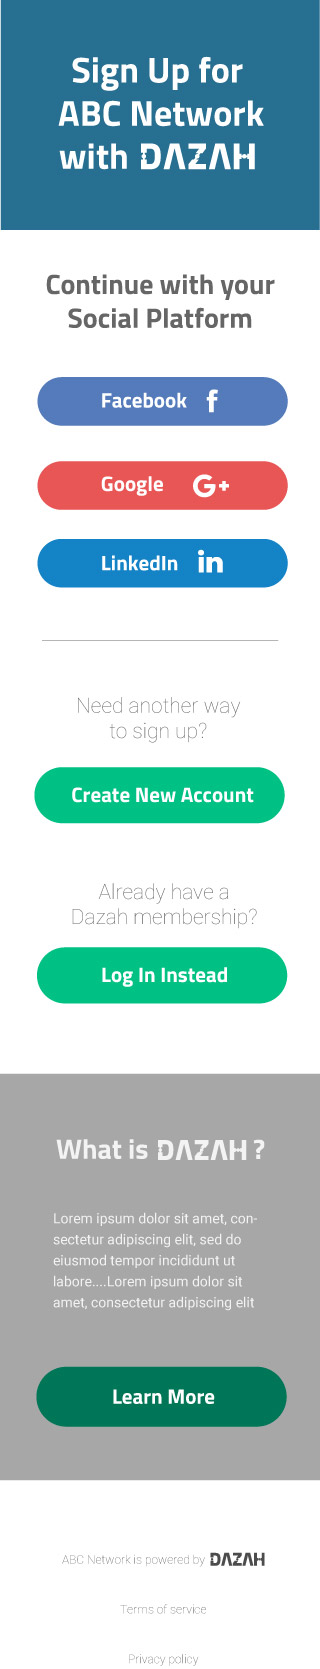 Sign Up for
ABC Network
with DAZAH
Continue with your
Social Platform
Facebook f
Google G+
LinkedIn in
Need another way
to sign up?
Create New Account
Already have a
Dazah membership?
Log In Instead
What is DAZAH ?
Lorem ipsum dolor sit amet, con-
sectetur adipiscing elit, sed do
eiusmod tempor incididunt ut
labore....Lorem ipsum dolor sit
amet, consectetur adipiscing elit
Learn More
ABC Network is powered by DAZAH
Terms of service
Privacy policy